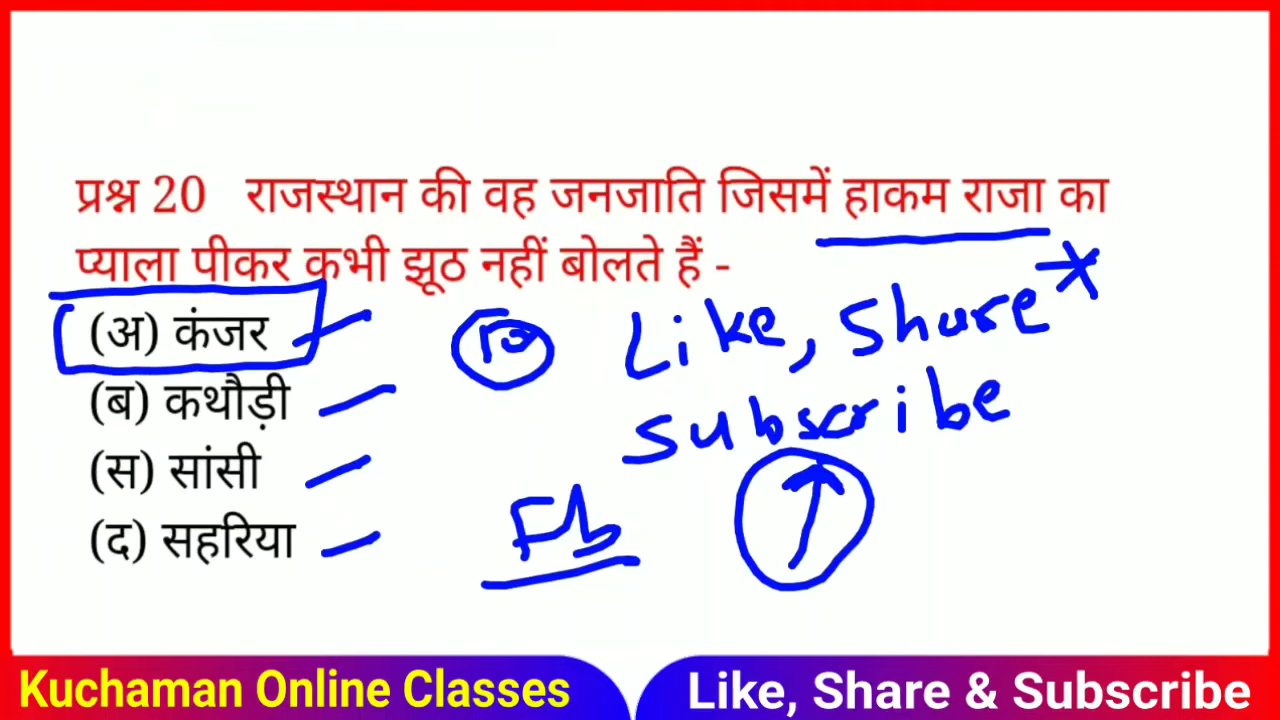 प्रश्न 20 राजस्थान की वह जनजाति जिसमें हाकम राजा का
प्याला पीकर कभी झूठ नहीं बोलते हैं -
(अ) कंजर
(ब) कथौड़ी
(स) सांसी
(द) सहरिया
Like, Share
Subscribe
Fb
Kuchaman Online Classes
Like, Share & Subscribe